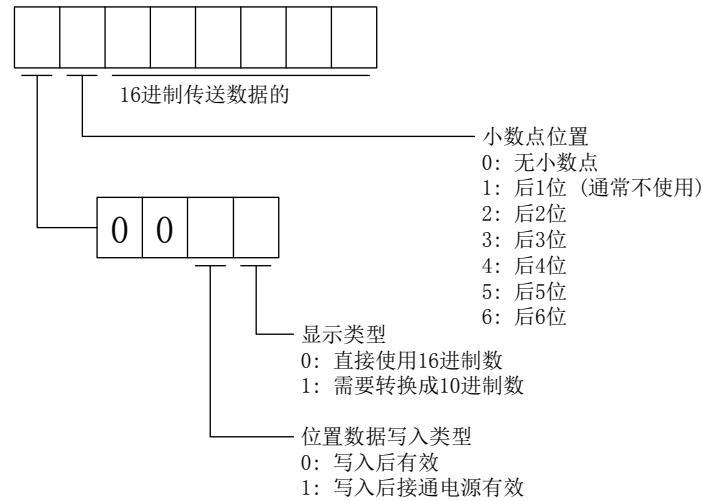 16进制传送数据的
小数点位置
0: 无小数点
1: 后1位 (通常不使用)
2: 后2位
3: 后3位
4: 后4位
5: 后5位
6: 后6位
0 0
显示类型
0: 直接使用16进制数
1: 需要转换成10进制数
位置数据写入类型
0: 写入后有效
1: 写入后接通电源有效